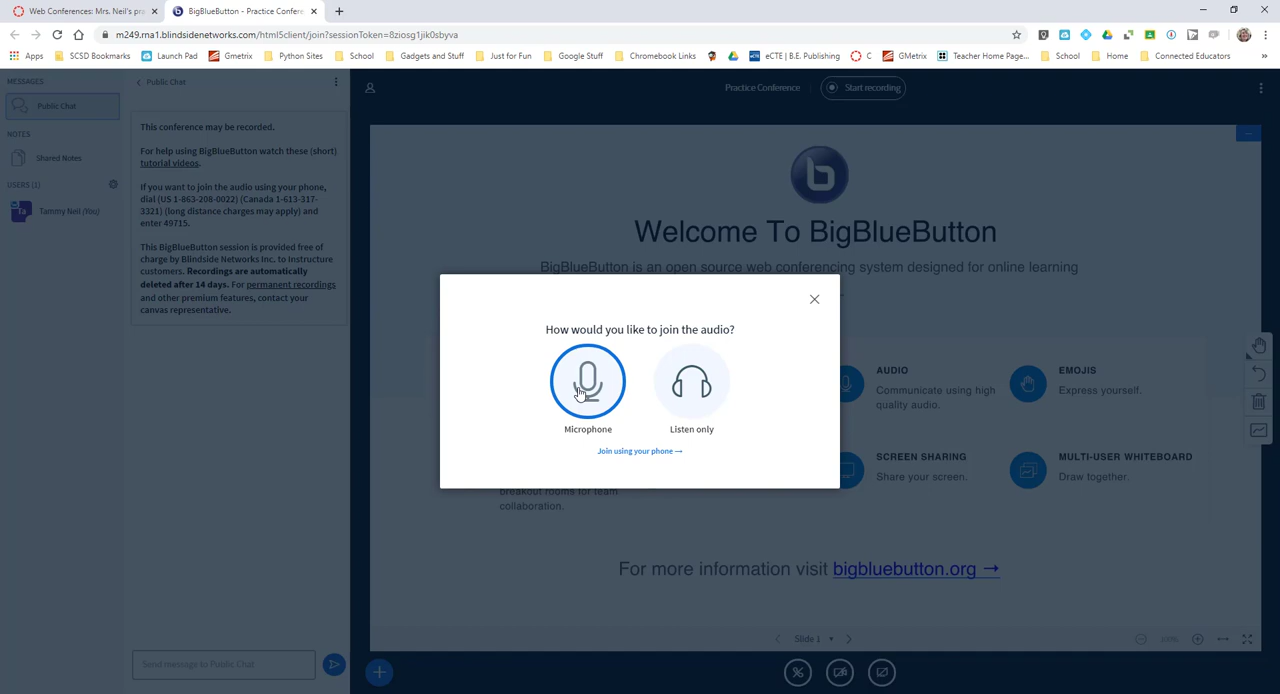 Web Conferences: Mrs. Neil's pra
BigBlueButton - Practice Confere
m249.rna1.blindsidenetworks.com/html5client/join?sessionToken=8ziosg1jik0sbyva
Apps
SCSD Bookmarks
Launch Pad
Gmetrix
Python Sites
School
Gadgets and Stuff
Just for Fun
Google Stuff
Chromebook Links
eCTE | B.E. Publishing
C
GMetrix
Teacher Home Page...
School
Home
Connected Educators
»
MESSAGES
Public Chat
NOTES
Shared Notes
USERS (1)
Ta
Tammy Neil (You)
Public Chat
This conference may be recorded.
For help using BigBlueButton watch these (short)
tutorial videos.
If you want to join the audio using your phone,
dial (US 1-863-208-0022) (Canada 1-613-317-
3321) (long distance charges may apply) and
enter 49715.
This BigBlueButton session is provided free of
charge by Blindside Networks Inc. to Instructure
customers. Recordings are automatically
deleted after 14 days. For permanent recordings
and other premium features, contact your
canvas representative.
Send message to Public Chat
Practice Conference
Start recording
b
Welcome To BigBlueButton
BigBlueButton is an open source web conferencing system designed for online learning
How would you like to join the audio?
Microphone
Listen only
Join using your phone →
AUDIO
Communicate using high
quality audio.
EMOJIS
Express yourself.
SCREEN SHARING
Share your screen.
MULTI-USER WHITEBOARD
Draw together.
breakout rooms for team
collaboration.
For more information visit bigbluebutton.org →
Slide 1